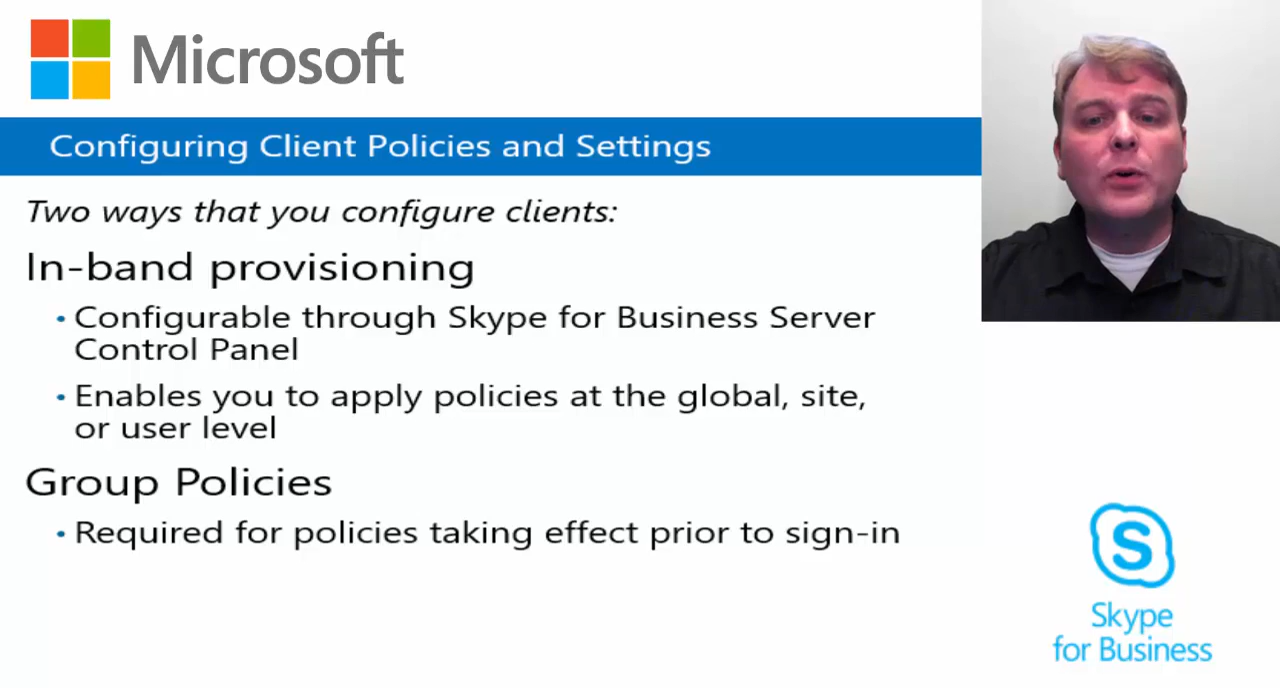 Microsoft
Configuring Client Policies and Settings
Two ways that you configure clients:
In-band provisioning
• Configurable through Skype for Business Server
Control Panel
• Enables you to apply policies at the global, site,
or user level
Group Policies
• Required for policies taking effect prior to sign-in
S
Skype
for Business